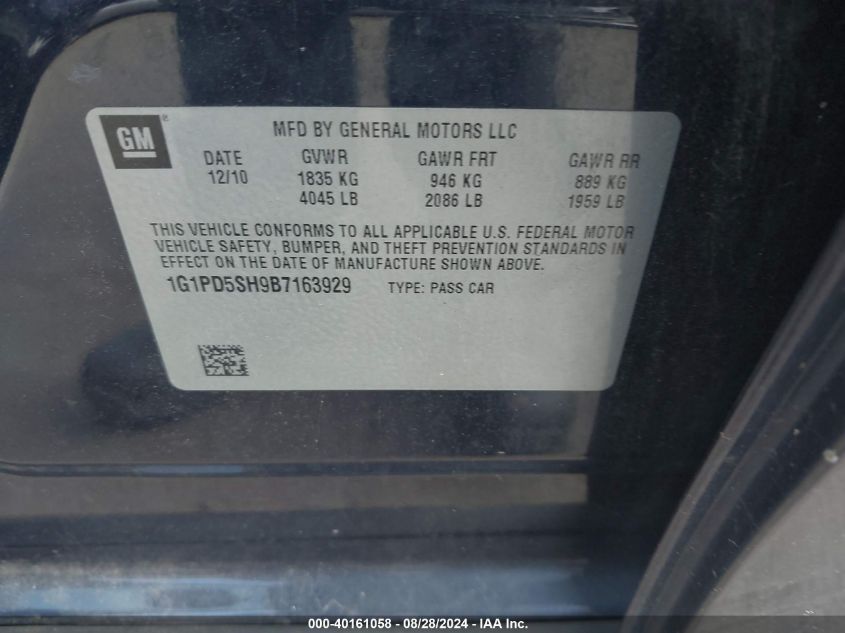 GM ®
MFD BY GENERAL MOTORS LLC
DATE GVWR GAWR FRT GAWR RR
12/10 1835 KG 946 KG 889 KG
4045 LB 2086 LB 1959 LB
THIS VEHICLE CONFORMS TO ALL APPLICABLE U.S. FEDERAL MOTOR
VEHICLE SAFETY, BUMPER, AND THEFT PREVENTION STANDARDS IN
EFFECT ON THE DATE OF MANUFACTURE SHOWN ABOVE.
1G1PD5SH9B7163929 TYPE: PASS CAR
000-40161058 - 08/28/2024 - IAA Inc.